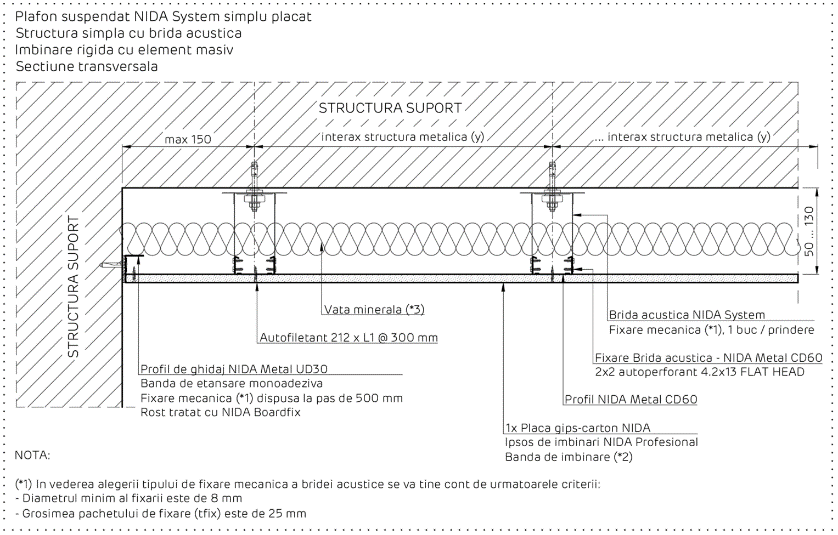 Plafon suspendat NIDA System simplu placat
Structura simpla cu brida acustica
Imbinare rigida cu element masiv
Sectiune transversala
STRUCTURA SUPORT
max 150
interax structura metalica (y)
... interax structura metalica (y)
50 ... 130
STRUCTURA SUPORT
Vata minerala (*3)
Brida acustica NIDA System
Fixare mecanica (*1), 1 buc / prindere
Autofiletant 212 x L1 @ 300 mm
Fixare Brida acustica - NIDA Metal CD60
2x2 autoperforant 4.2x13 FLAT HEAD
Profil de ghidaj NIDA Metal UD30
Banda de etansare monoadeziva
Fixare mecanica (*1) dispusa la pas de 500 mm
Rost tratat cu NIDA Boardfix
Profil NIDA Metal CD60
1x Placa gips-carton NIDA
Ipsos de imbinari NIDA Profesional
Banda de imbinare (*2)
NOTA:
(*1) In vederea alegerii tipului de fixare mecanica a bridei acustice se va tine cont de urmatoarele criterii:
- Diametrul minim al fixarii este de 8 mm
- Grosimea pachetului de fixare (tfix) este de 25 mm